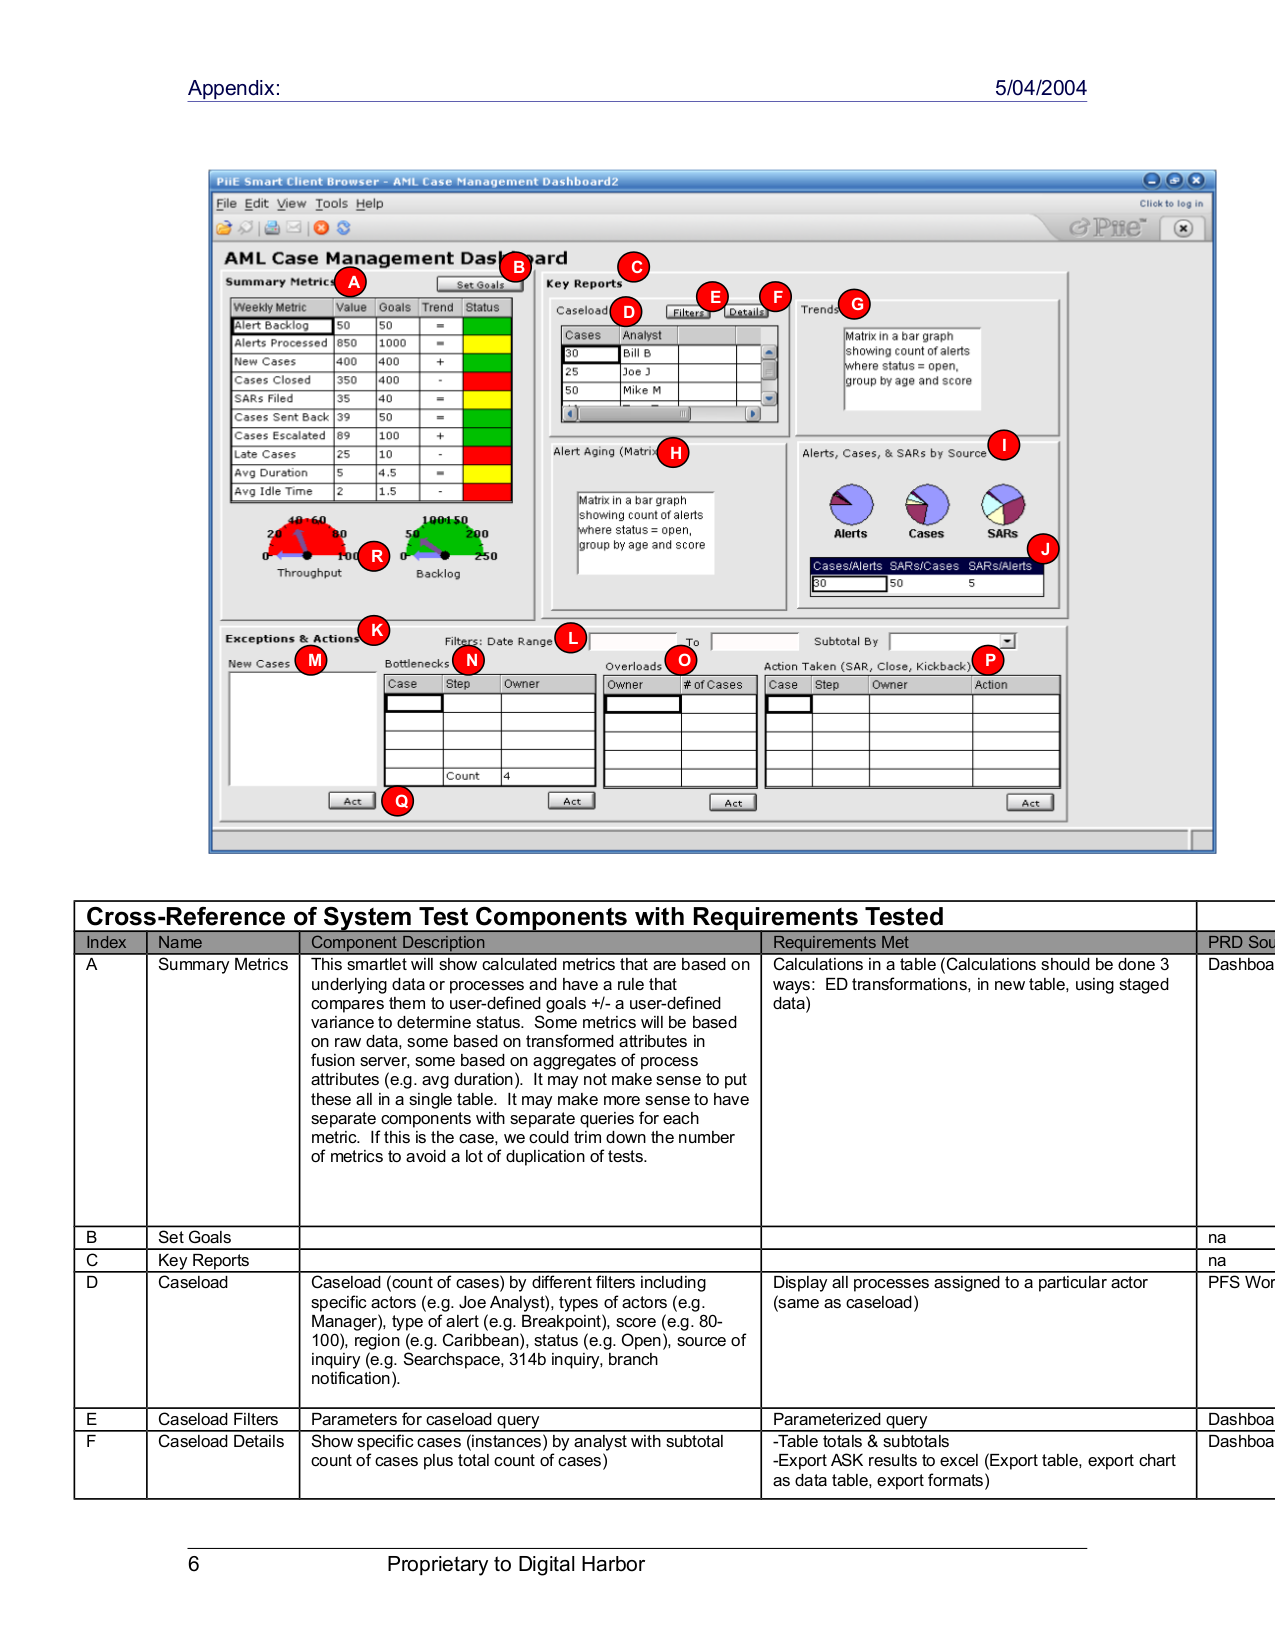 Appendix: 5/04/2004
PiiE Smart Client Browser - AML Case Management Dashboard2
File Edit View Tools Help
Click to log in
Piie™
AML Case Management Dashboard
B
Summary Metrics A
Set Goals
Weekly Metric Value Goals Trend Status
Alert Backlog 50 50 =
Alerts Processed 850 1000 =
New Cases 400 400 +
Cases Closed 350 400 -
SARs Filed 35 40 =
Cases Sent Back 39 50 =
Cases Escalated 89 100 +
Late Cases 25 10 -
Avg Duration 5 4.5 =
Avg Idle Time 2 1.5 -
0 20 40 60 80 100
Throughput
R
0 50 100 150 200 250
Backlog
Key Reports C
Caseload D
Filters E
Details F
Cases Analyst
30 Bill B
25 Joe J
50 Mike M
Trends G
Matrix in a bar graph
showing count of alerts
where status = open,
group by age and score
Alert Aging (Matrix H
Matrix in a bar graph
showing count of alerts
where status = open,
group by age and score
Alerts, Cases, & SARs by Source I
Alerts Cases SARs
J
Cases/Alerts SARs/Cases SARs/Alerts
30 50 5
Exceptions & Actions K
Filters: Date Range L To Subtotal By
New Cases M
Act Q
Bottlenecks N
Case Step Owner
Count 4
Act
Overloads O
Owner # of Cases
Act
Action Taken (SAR, Close, Kickback) P
Case Step Owner Action
Act
Cross-Reference of System Test Components with Requirements Tested
Index Name Component Description Requirements Met PRD Sou
A Summary Metrics
This smartlet will show calculated metrics that are based on
underlying data or processes and have a rule that
compares them to user-defined goals +/- a user-defined
variance to determine status. Some metrics will be based
on raw data, some based on transformed attributes in
fusion server, some based on aggregates of process
attributes (e.g. avg duration). It may not make sense to put
these all in a single table. It may make more sense to have
separate components with separate queries for each
metric. If this is the case, we could trim down the number
of metrics to avoid a lot of duplication of tests.
Calculations in a table (Calculations should be done 3
ways: ED transformations, in new table, using staged
data)
Dashboa
B Set Goals na
C Key Reports na
D Caseload
Caseload (count of cases) by different filters including
specific actors (e.g. Joe Analyst), types of actors (e.g.
Manager), type of alert (e.g. Breakpoint), score (e.g. 80-
100), region (e.g. Caribbean), status (e.g. Open), source of
inquiry (e.g. Searchspace, 314b inquiry, branch
notification).
Display all processes assigned to a particular actor
(same as caseload)
PFS Wor
E Caseload Filters Parameters for caseload query Parameterized query Dashboa
F Caseload Details
Show specific cases (instances) by analyst with subtotal
count of cases plus total count of cases)
-Table totals & subtotals
-Export ASK results to excel (Export table, export chart
as data table, export formats)
Dashboa
6 Proprietary to Digital Harbor